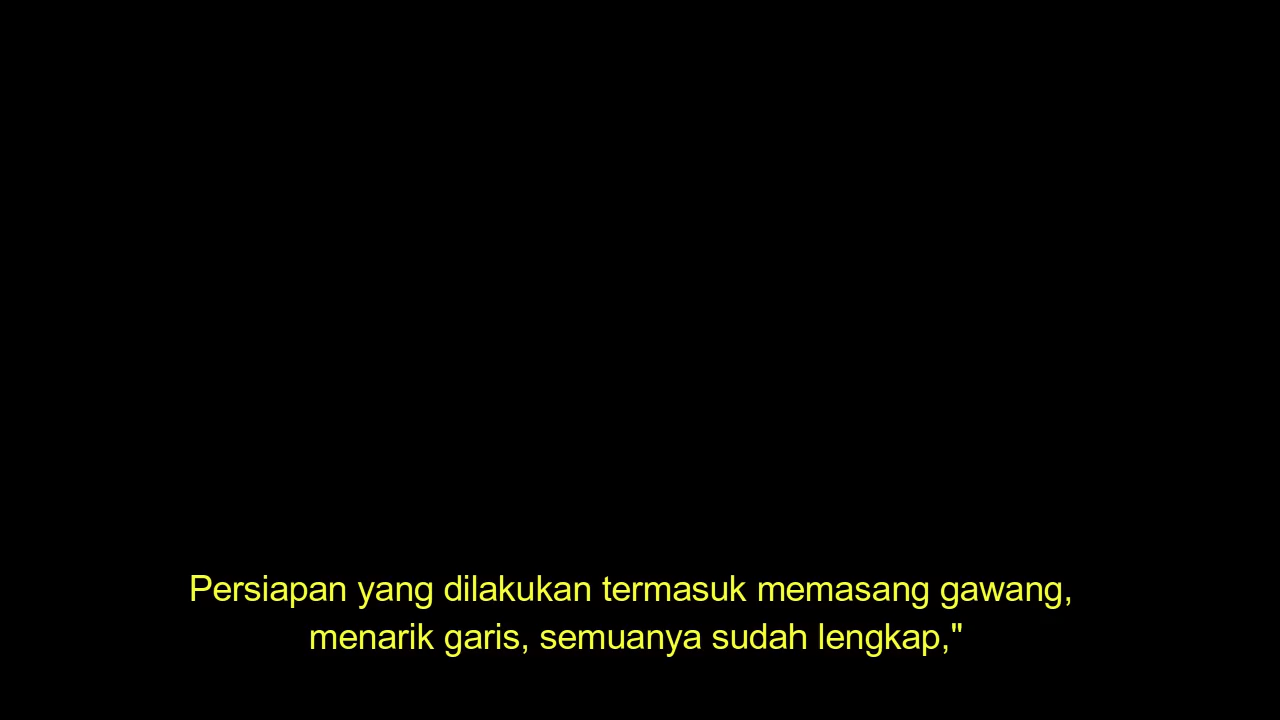 Persiapan yang dilakukan termasuk memasang gawang,
menarik garis, semuanya sudah lengkap,"